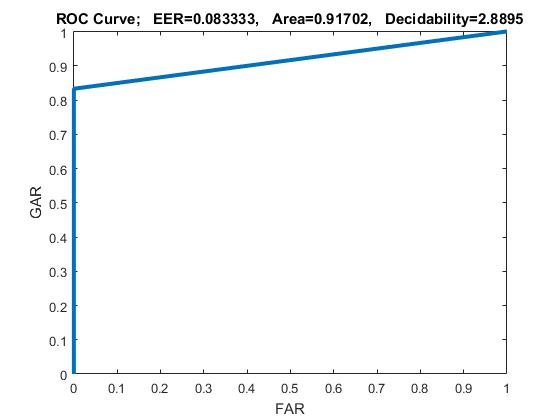 ROC Curve;   EER=0.083333,   Area=0.91702,   Decidability=2.8895
1
0.9
0.8
0.7
0.6
0.5
0.4
0.3
0.2
0.1
0
GAR
0 0.1 0.2 0.3 0.4 0.5 0.6 0.7 0.8 0.9 1
FAR